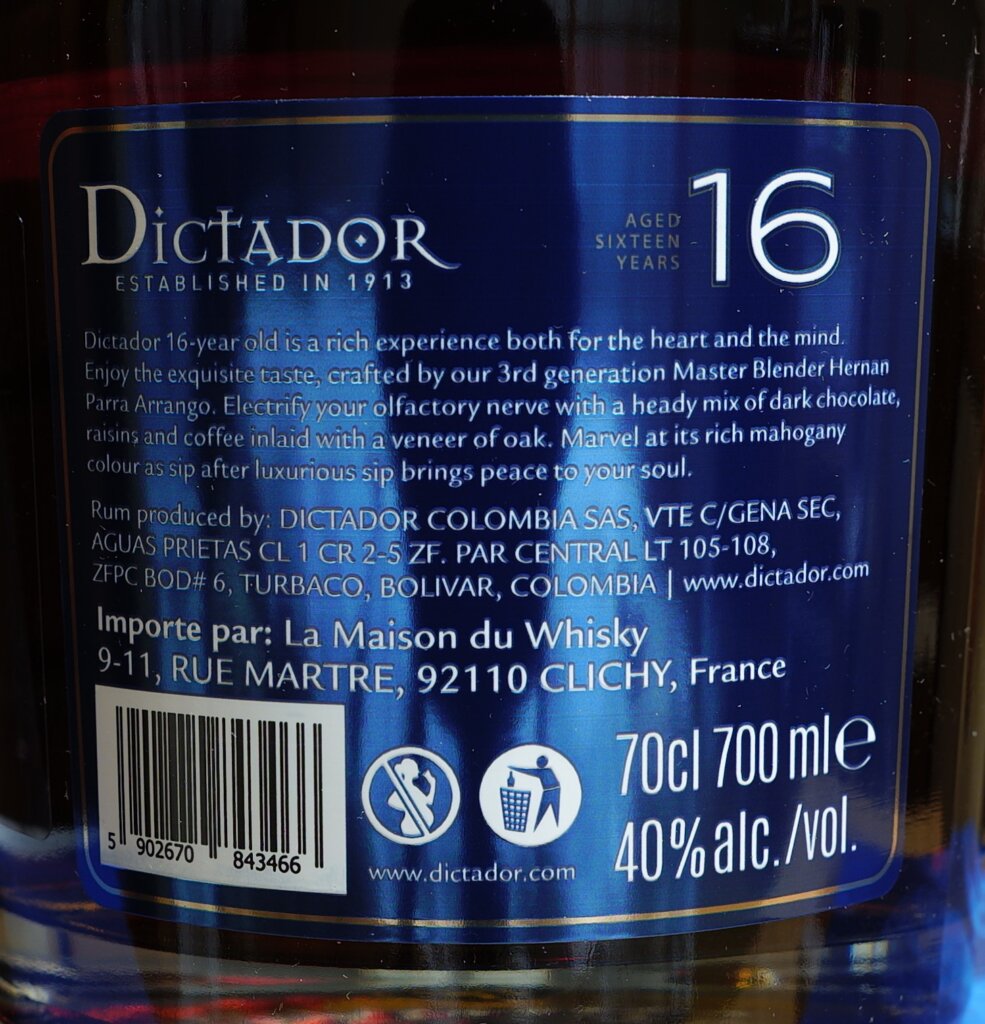 DICTADOR
ESTABLISHED IN 1913
AGED
SIXTEEN
YEARS
16
Dictador 16-year old is a rich experience both for the heart and the mind.
Enjoy the exquisite taste, crafted by our 3rd generation Master Blender Hernan
Parra Arrango. Electrify your olfactory nerve with a heady mix of dark chocolate,
raisins and coffee inlaid with a veneer of oak. Marvel at its rich mahogany
colour as sip after luxurious sip brings peace to your soul.
Rum produced by: DICTADOR COLOMBIA SAS, VTE C/GENA SEC,
AGUAS PRIETAS CL 1 CR 2-5 ZF. PAR CENTRAL LT 105-108,
ZFPC BOD# 6, TURBACO, BOLIVAR, COLOMBIA | www.dictador.com
Importe par: La Maison du Whisky
9-11, RUE MARTRE, 92110 CLICHY, France
5 902670 843466
www.dictador.com
70cl 700 ml e
40% alc./vol.